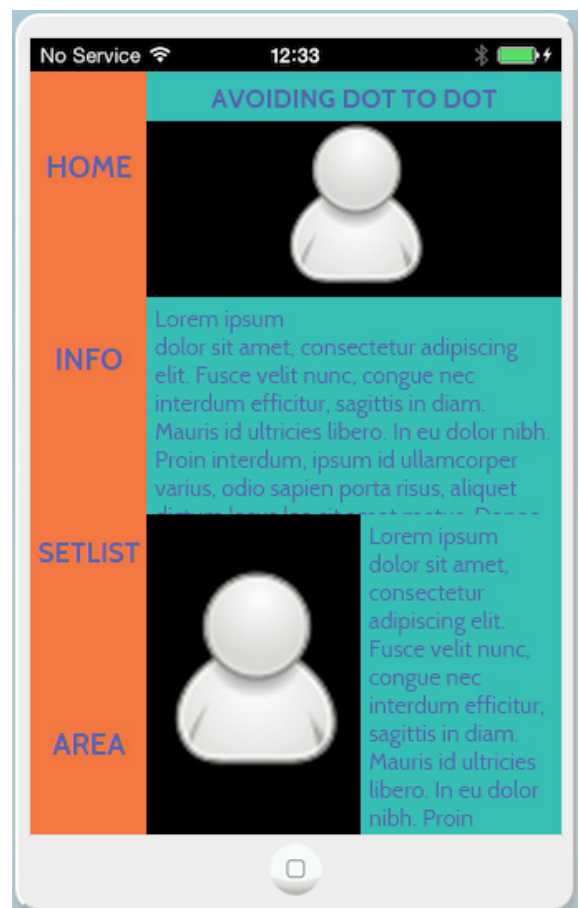 No Service 12:33
AVOIDING DOT TO DOT
HOME
INFO
SETLIST
AREA
Lorem ipsum
dolor sit amet, consectetur adipiscing
elit. Fusce velit nunc, congue nec
interdum efficitur, sagittis in diam.
Mauris id ultricies libero. In eu dolor nibh.
Proin interdum, ipsum id ullamcorper
varius, odio sapien porta risus, aliquet
Lorem ipsum
dolor sit amet,
consectetur
adipiscing elit.
Fusce velit nunc,
congue nec
interdum efficitur,
sagittis in diam.
Mauris id ultricies
libero. In eu dolor
nibh. Proin